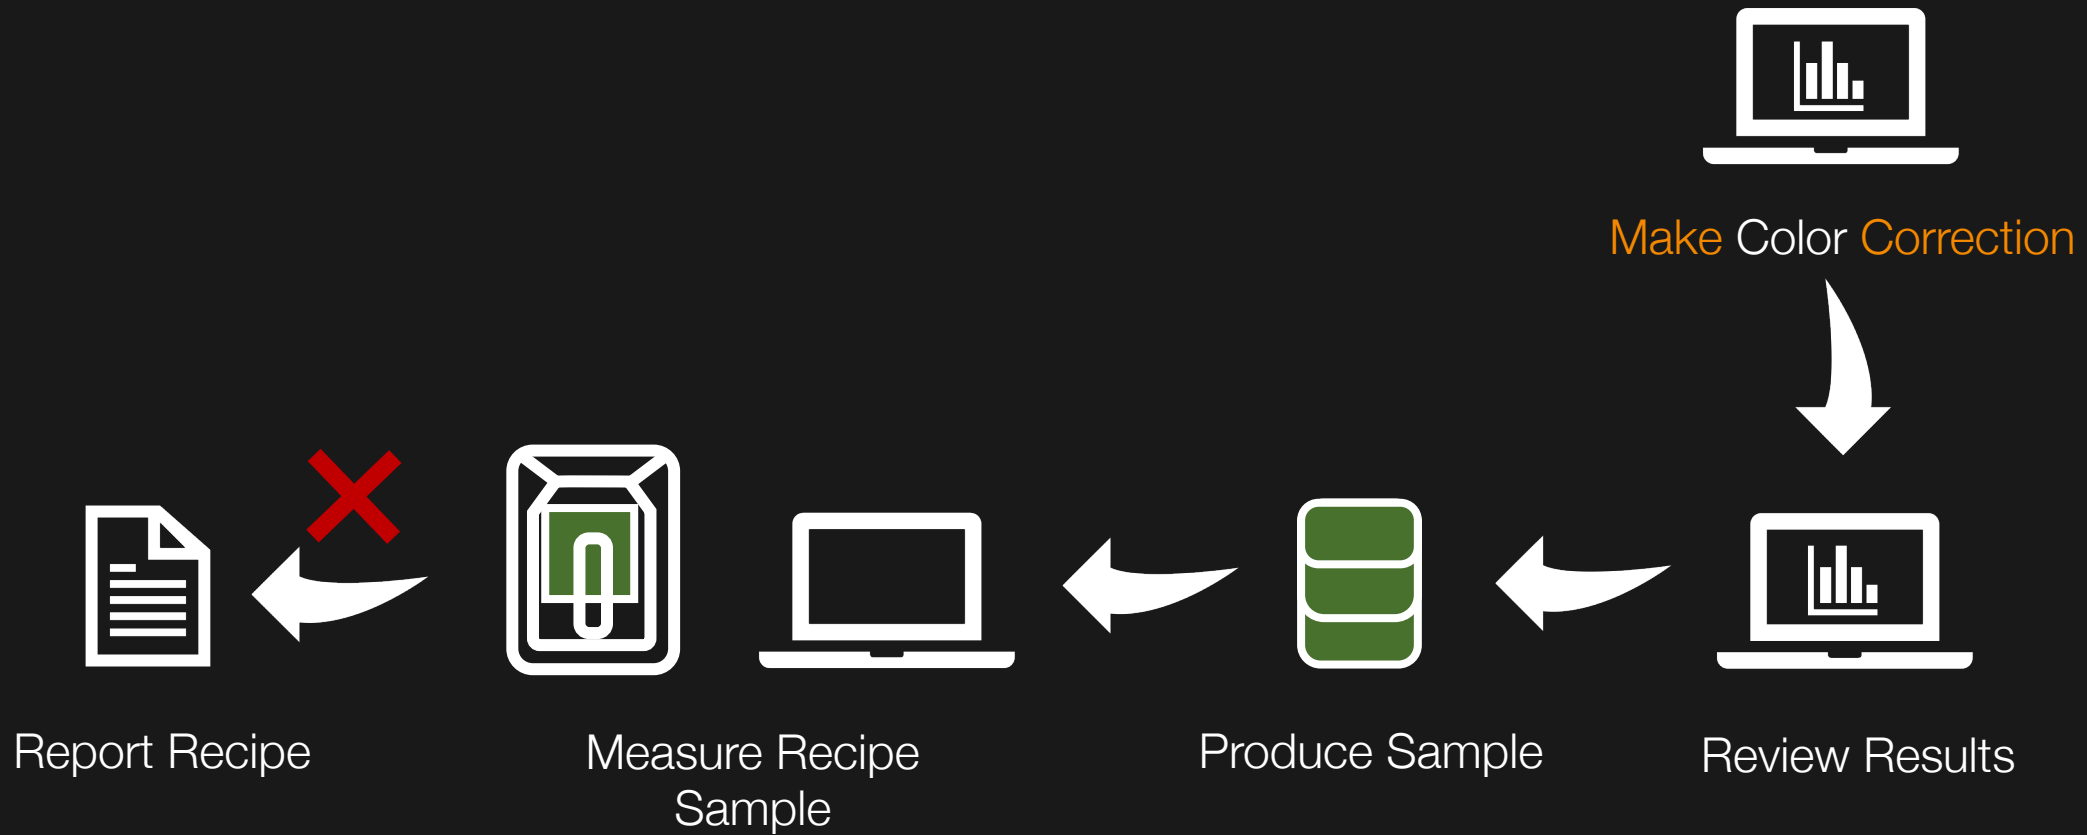 Make Color Correction
Report Recipe
Measure Recipe
Sample
Produce Sample
Review Results